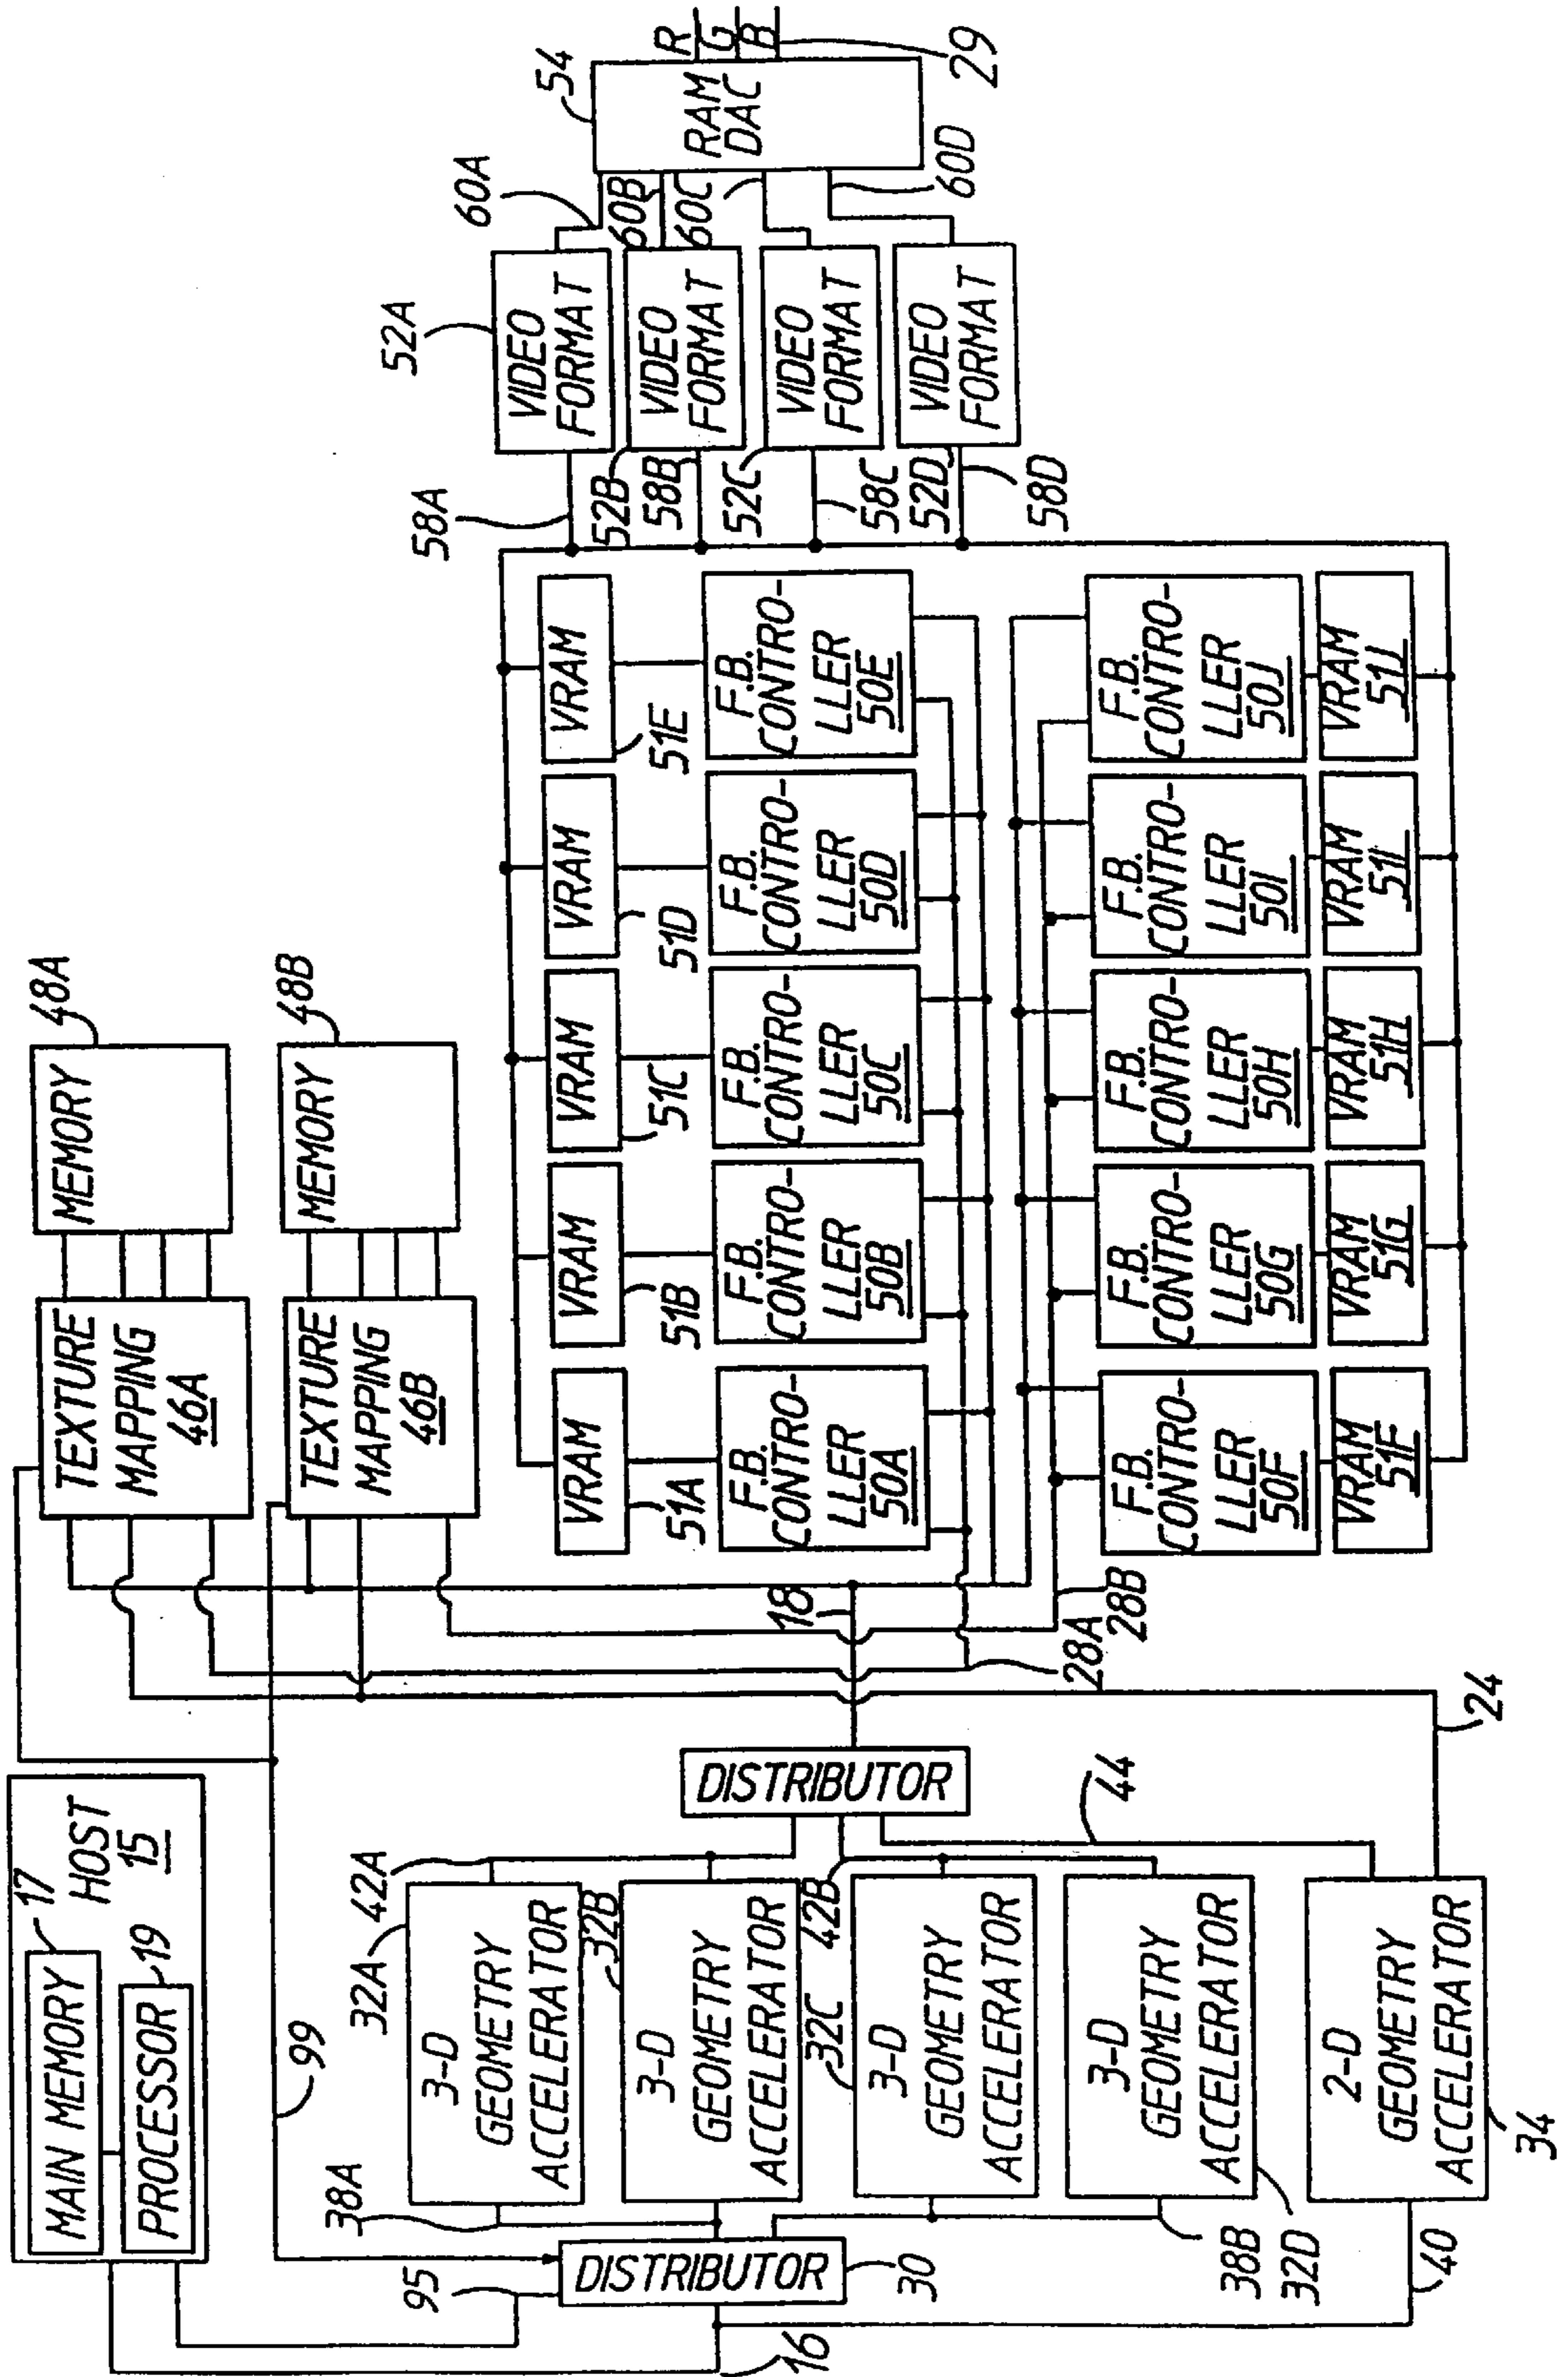 MAIN MEMORY
17
PROCESSOR
19
HOST
15
99
95
16
DISTRIBUTOR
30
38A
38B
40
32A
3-D
GEOMETRY
ACCELERATOR
42A
32B
3-D
GEOMETRY
ACCELERATOR
42B
32C
3-D
GEOMETRY
ACCELERATOR
3-D
GEOMETRY
ACCELERATOR
32D
2-D
GEOMETRY
ACCELERATOR
34
DISTRIBUTOR
44
24
18
28A
28B
TEXTURE
MAPPING
46A
MEMORY
48A
TEXTURE
MAPPING
46B
MEMORY
48B
VRAM
51A
VRAM
51B
VRAM
51C
VRAM
51D
VRAM
51E
F.B.
CONTRO-
LLER
50A
F.B.
CONTRO-
LLER
50B
F.B.
CONTRO-
LLER
50C
F.B.
CONTRO-
LLER
50D
F.B.
CONTRO-
LLER
50E
F.B.
CONTRO-
LLER
50F
F.B.
CONTRO-
LLER
50G
F.B.
CONTRO-
LLER
50H
F.B.
CONTRO-
LLER
50I
F.B.
CONTRO-
LLER
50J
VRAM
51F
VRAM
51G
VRAM
51H
VRAM
51I
VRAM
51J
58A
52A
VIDEO
FORMAT
60A
52B
58B
VIDEO
FORMAT
60B
52C
58C
VIDEO
FORMAT
60C
52D
58D
VIDEO
FORMAT
60D
54
RAM
DAC
R
G
B
29